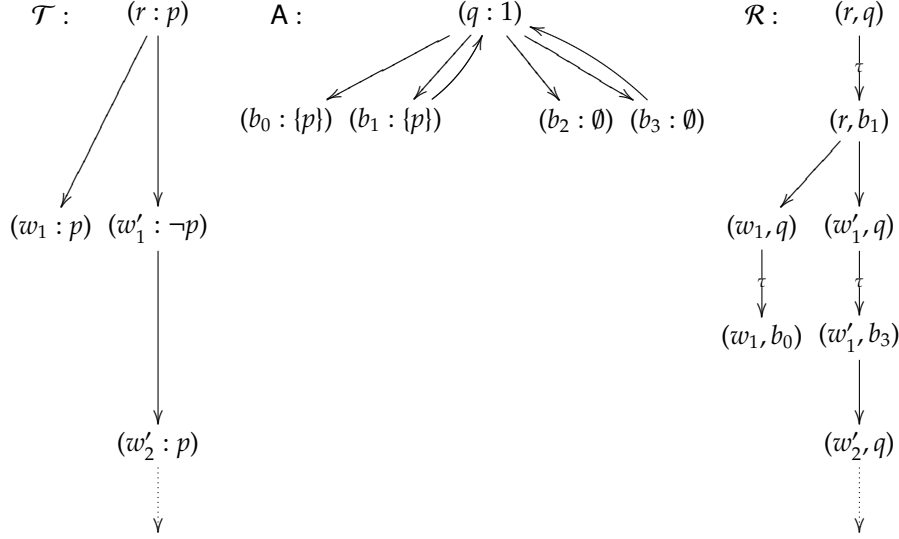 𝒯 : (r : p) A : (q : 1) ℛ : (r, q)
τ
(b₀ : {p}) (b₁ : {p}) (b₂ : ∅) (b₃ : ∅) (r, b₁)
(w₁ : p) (w′₁ : ¬p) (w₁, q) (w′₁, q)
τ τ
(w₁, b₀) (w′₁, b₃)
(w′₂ : p) (w′₂, q)